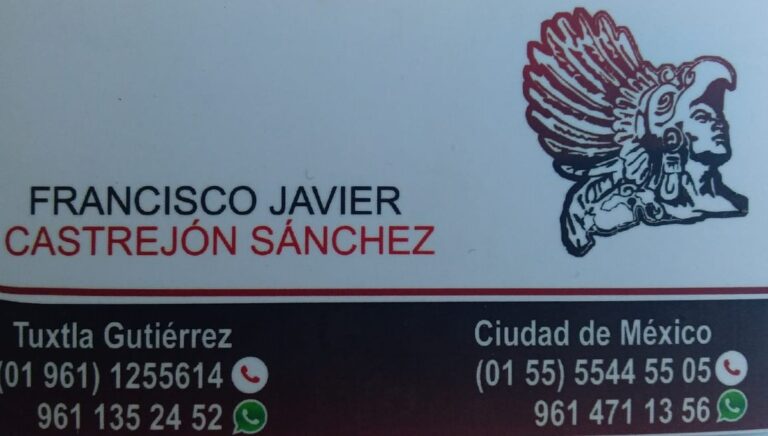 FRANCISCO JAVIER
CASTREJÓN SÁNCHEZ
Tuxtla Gutiérrez
(01 961) 1255614
961 135 24 52
Ciudad de México
(01 55) 5544 55 05
961 471 13 56